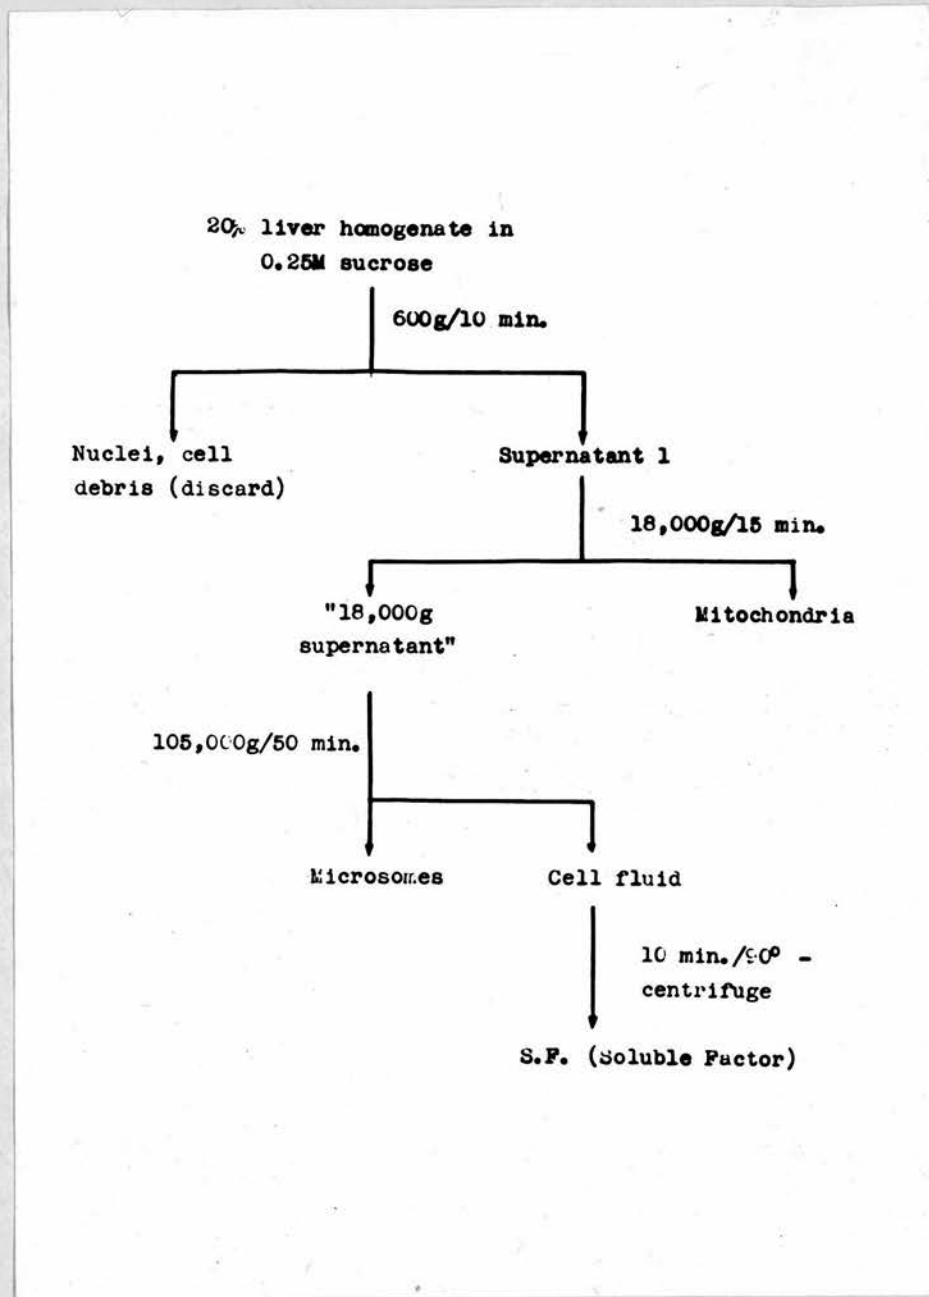 20% liver homogenate in
0.25M sucrose
600g/10 min.
Nuclei, cell
debris (discard)
Supernatant 1
18,000g/15 min.
"18,000g
supernatant"
Mitochondria
105,000g/50 min.
Microsomes
Cell fluid
10 min./90° -
centrifuge
S.F. (Soluble Factor)